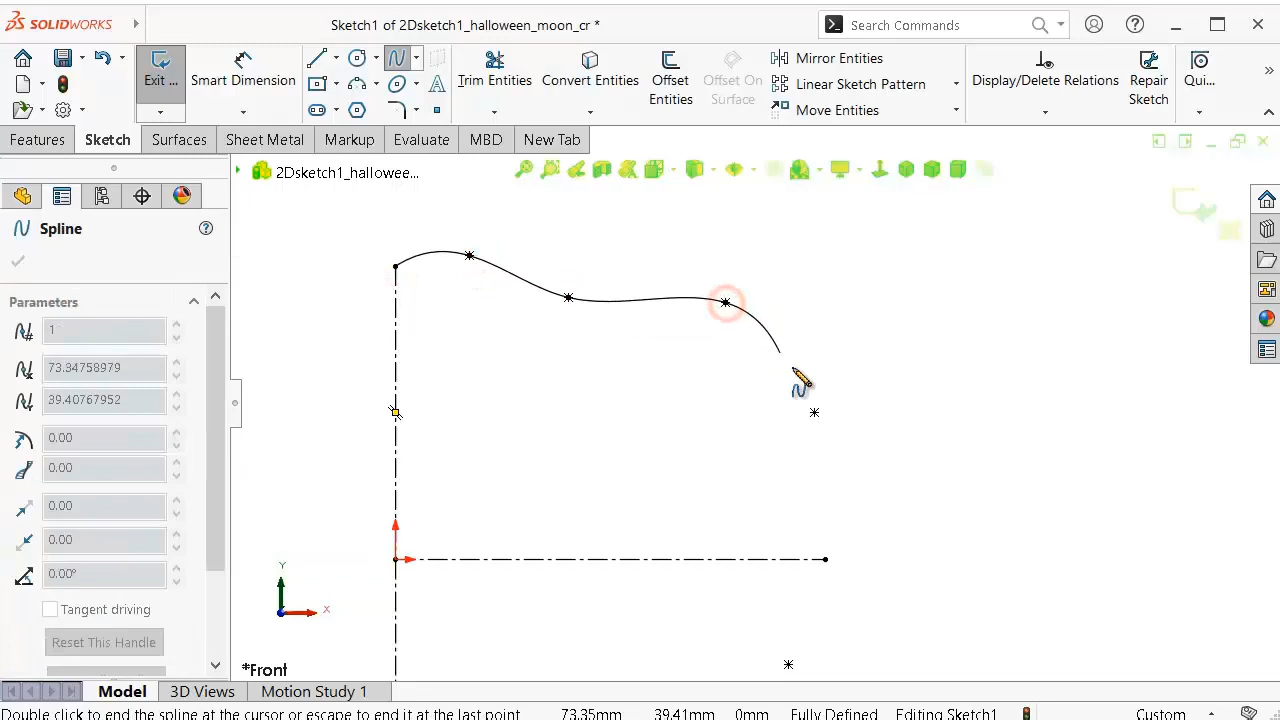 SOLIDWORKS
Sketch1 of 2Dsketch1_halloween_moon_cr *
Search Commands
Exit ...
Smart Dimension
Trim Entities
Convert Entities
Offset Entities
Offset On Surface
Mirror Entities
Linear Sketch Pattern
Move Entities
Display/Delete Relations
Repair Sketch
Qui...
Features
Sketch
Surfaces
Sheet Metal
Markup
Evaluate
MBD
New Tab
2Dsketch1_hallowee...
Spline
Parameters
1
73.34758979
39.40767952
0.00
0.00
0.00
0.00
0.00°
Tangent driving
Reset This Handle
Y
X
*Front
Model
3D Views
Motion Study 1
Double click to end the spline at the cursor or escape to end it at the last point
73.35mm
39.41mm
0mm
Fully Defined
Editing Sketch1
Custom